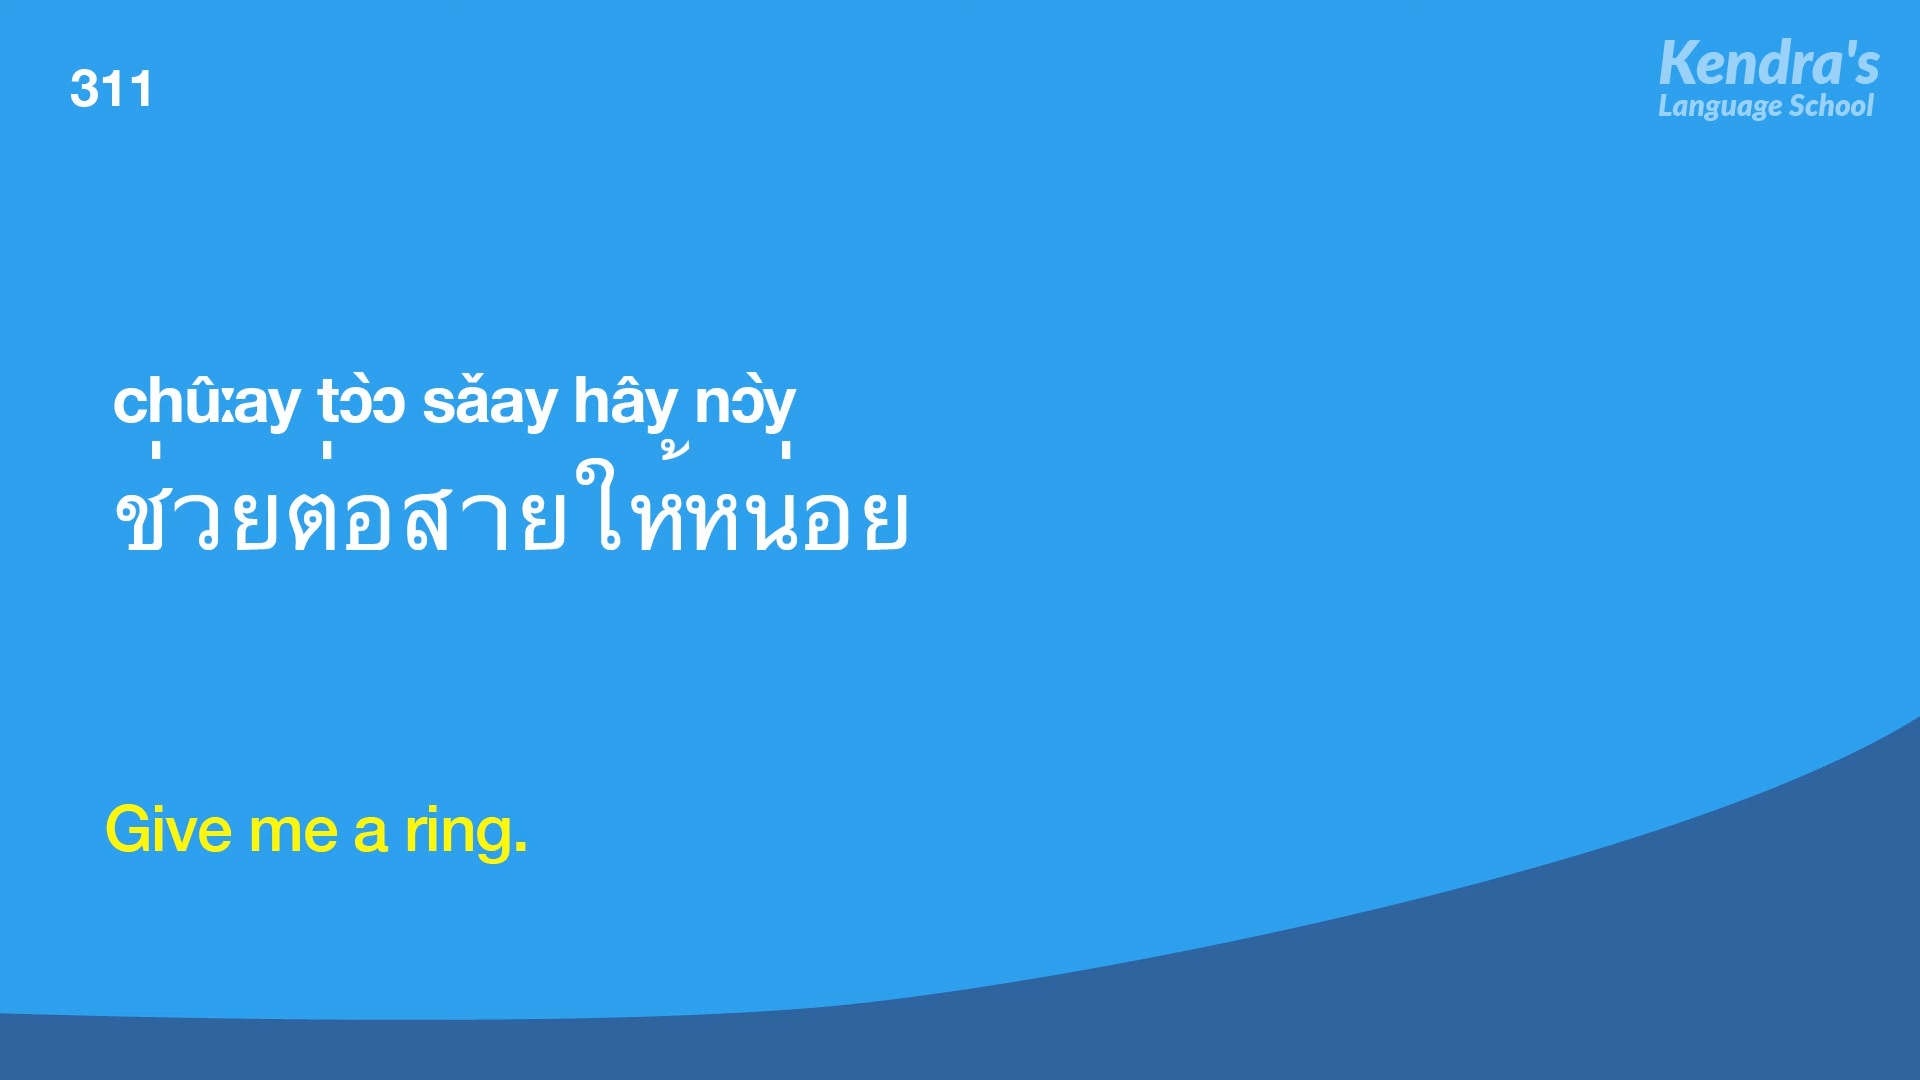 311
Kendra's
Language School
chûːay tɔ̀ɔ sǎay hây nɔ̀y
ช่วยต่อสายให้หน่อย
Give me a ring.